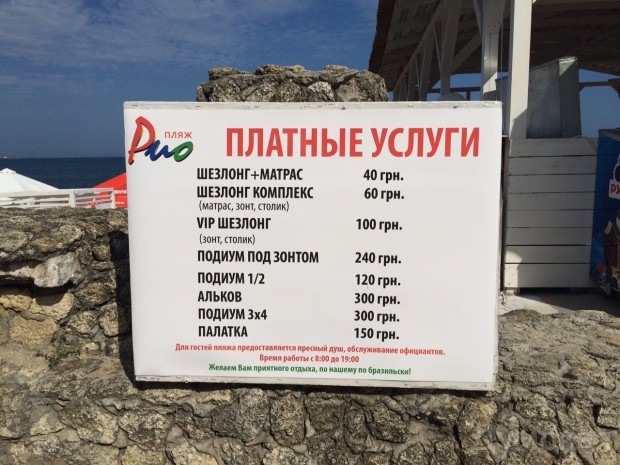 пляж
Рио
ПЛАТНЫЕ УСЛУГИ
ШЕЗЛОНГ+МАТРАС 40 грн.
ШЕЗЛОНГ КОМПЛЕКС 60 грн.
(матрас, зонт, столик)
VIP ШЕЗЛОНГ 100 грн.
(зонт, столик)
ПОДИУМ ПОД ЗОНТОМ 240 грн.
ПОДИУМ 1/2 120 грн.
АЛЬКОВ 300 грн.
ПОДИУМ 3х4 300 грн.
ПАЛАТКА 150 грн.
Для гостей пляжа предоставляется пресный душ, обслуживание официантов.
Время работы с 8:00 до 19:00
Желаем Вам приятного отдыха, по нашему по бразильски!